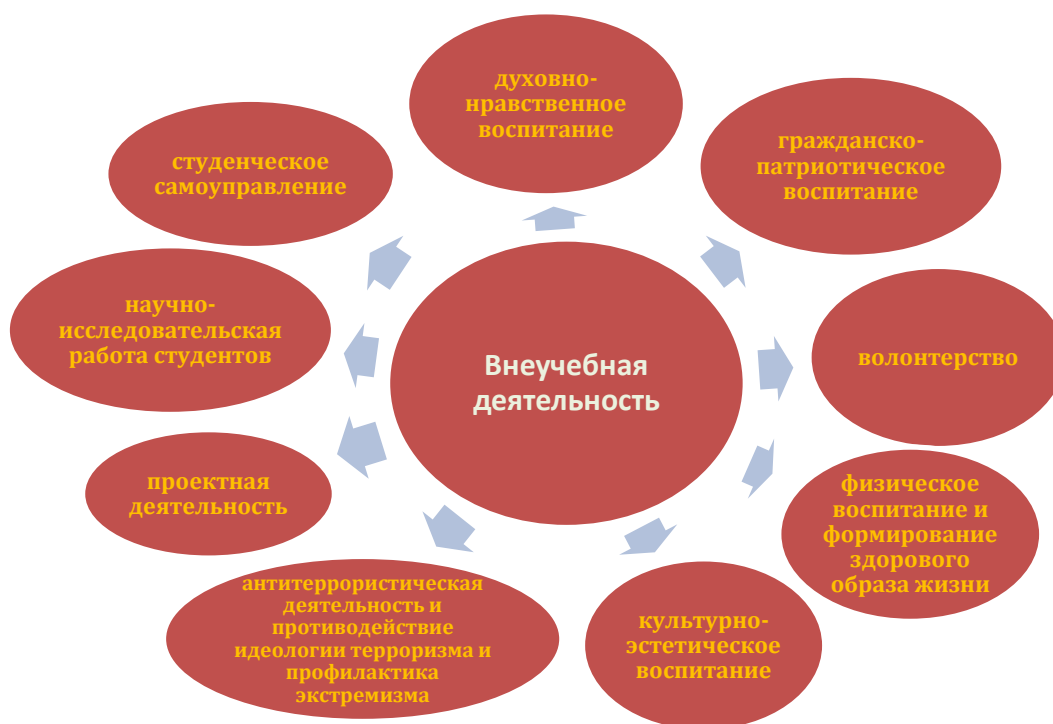 духовно-
нравственное
воспитание
гражданско-
патриотическое
воспитание
студенческое
самоуправление
научно-
исследовательская
работа студентов
Внеучебная
деятельность
волонтерство
проектная
деятельность
физическое
воспитание и
формирование
здорового
образа жизни
антитеррористическая
деятельность и
противодействие
идеологии терроризма и
профилактика
экстремизма
культурно-
эстетическое
воспитание